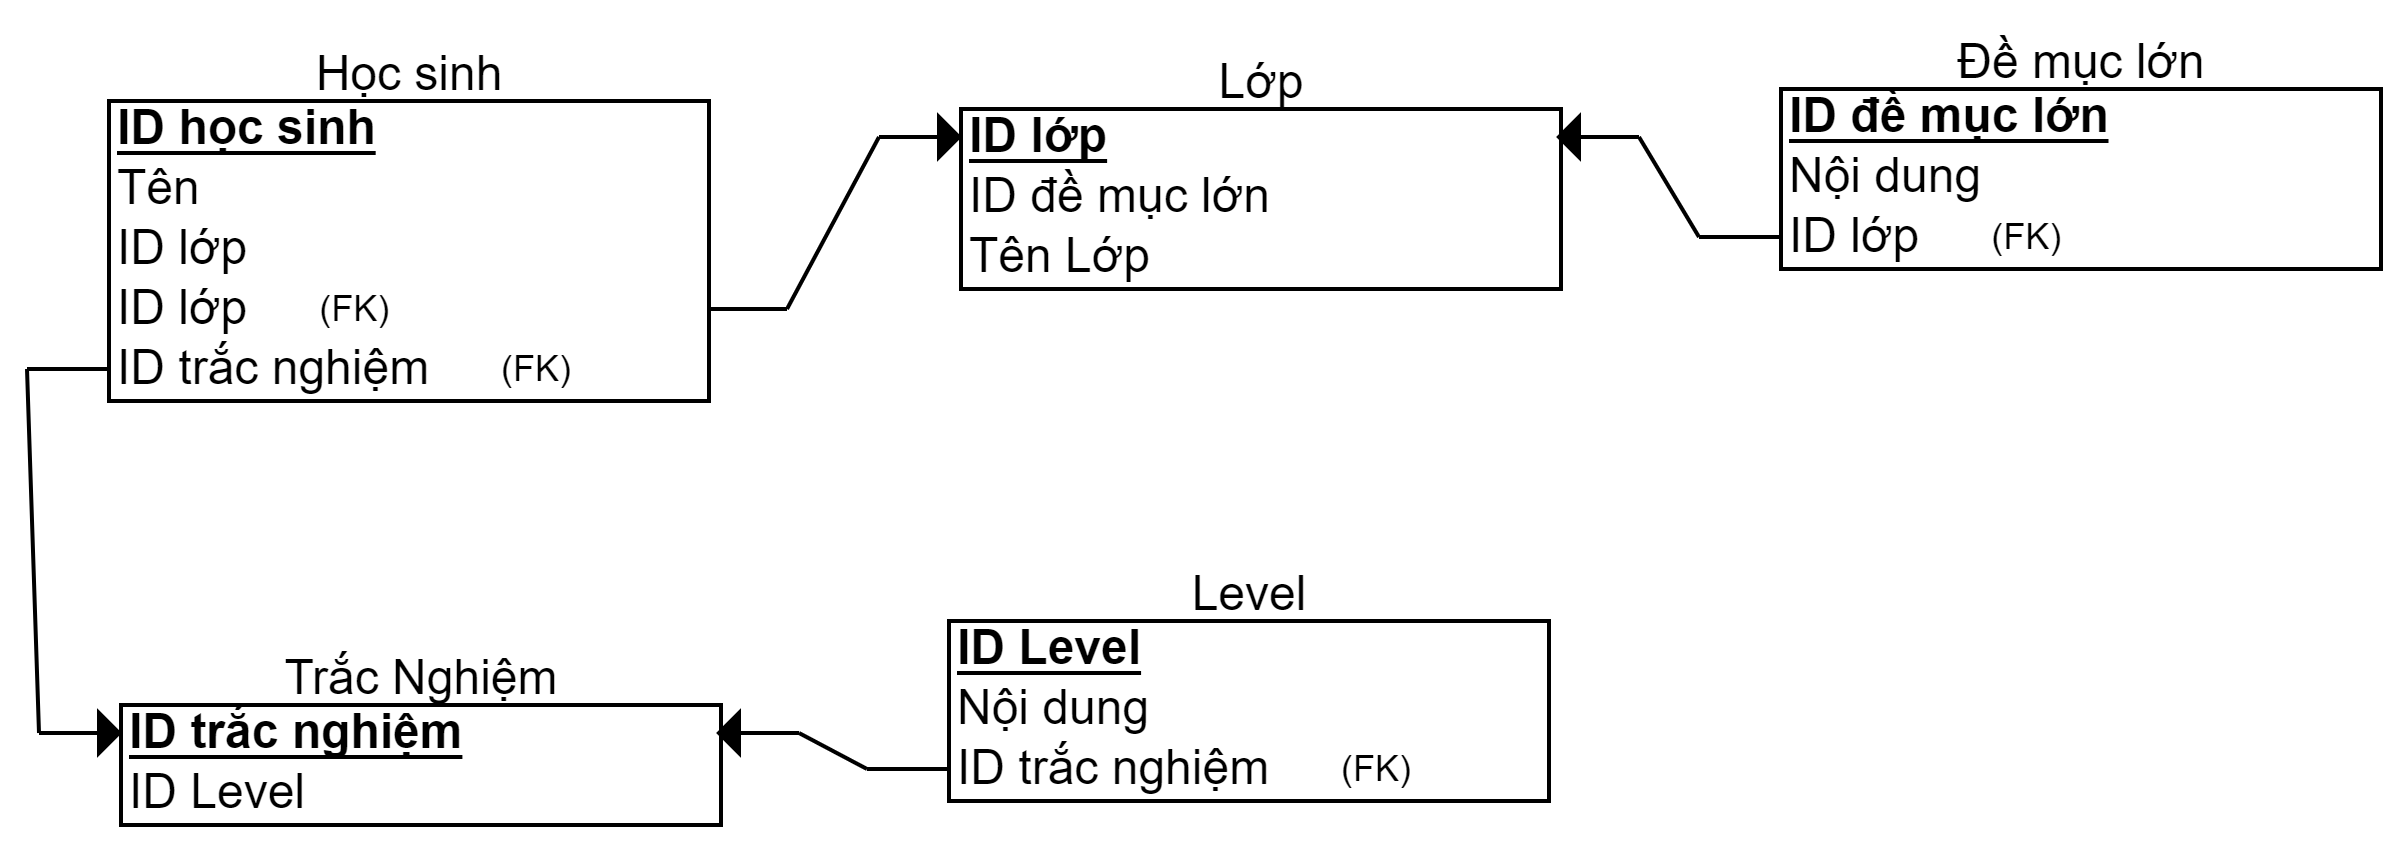 Học sinh
ID học sinh
Tên
ID lớp
ID lớp (FK)
ID trắc nghiệm (FK)
Lớp
ID lớp
ID đề mục lớn
Tên Lớp
Đề mục lớn
ID đề mục lớn
Nội dung
ID lớp (FK)
Trắc Nghiệm
ID trắc nghiệm
ID Level
Level
ID Level
Nội dung
ID trắc nghiệm (FK)